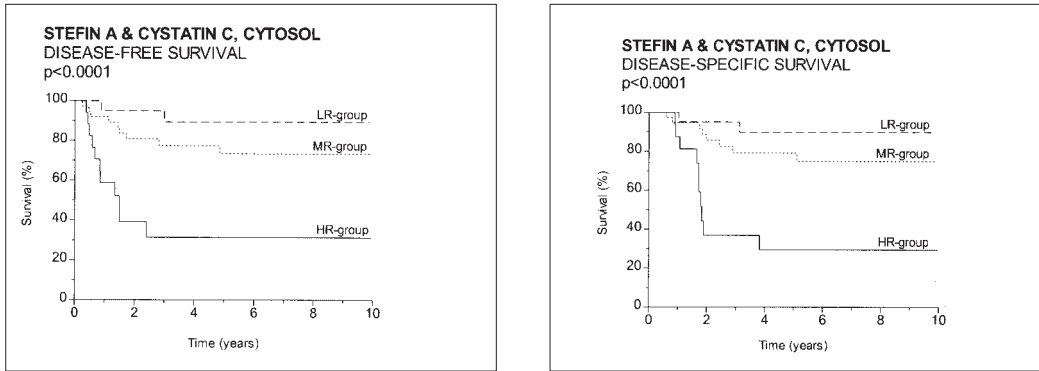 STEFIN A & CYSTATIN C, CYTOSOL
DISEASE-FREE SURVIVAL
p<0.0001
100
80
60
40
20
0
Survival (%)
LR-group
MR-group
HR-group
0 2 4 6 8 10
Time (years)
STEFIN A & CYSTATIN C, CYTOSOL
DISEASE-SPECIFIC SURVIVAL
p<0.0001
100
80
60
40
20
0
Survival (%)
LR-group
MR-group
HR-group
0 2 4 6 8 10
Time (years)